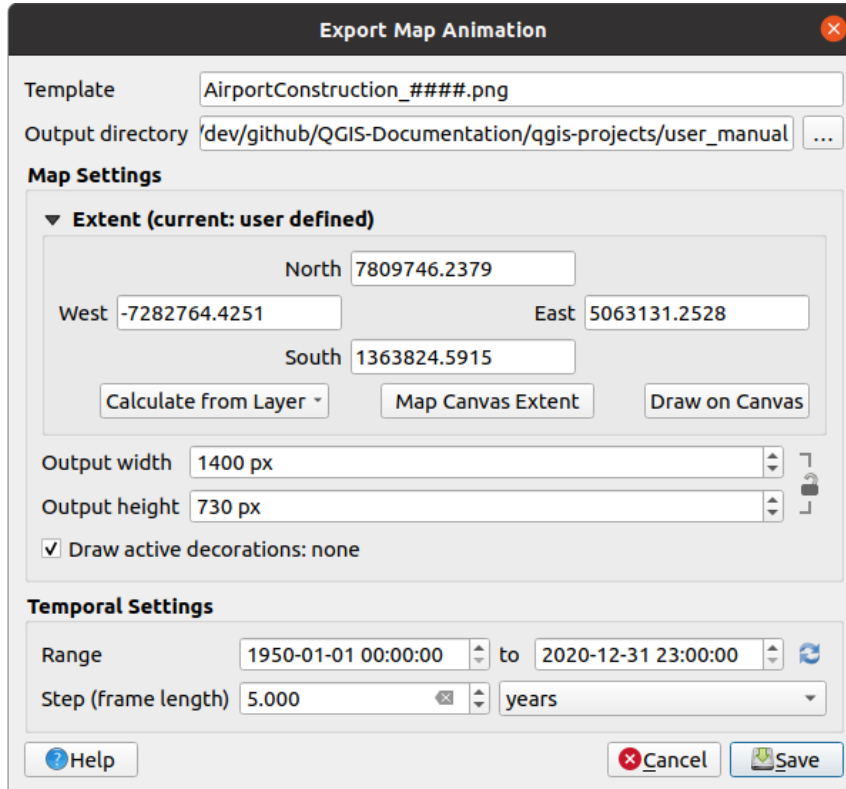 Export Map Animation
Template AirportConstruction_####.png
Output directory /dev/github/QGIS-Documentation/qgis-projects/user_manual ...
Map Settings
Extent (current: user defined)
North 7809746.2379
West -7282764.4251 East 5063131.2528
South 1363824.5915
Calculate from Layer Map Canvas Extent Draw on Canvas
Output width 1400 px
Output height 730 px
Draw active decorations: none
Temporal Settings
Range 1950-01-01 00:00:00 to 2020-12-31 23:00:00
Step (frame length) 5.000 years
Help Cancel Save